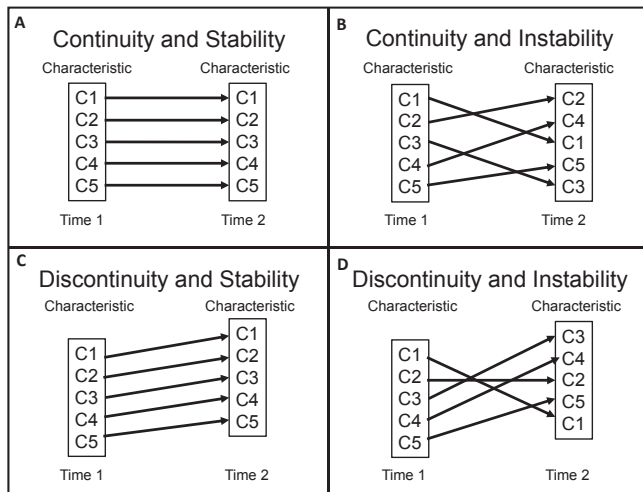 A
Continuity and Stability
Characteristic Characteristic
C1 C1
C2 C2
C3 C3
C4 C4
C5 C5
Time 1 Time 2
B
Continuity and Instability
Characteristic Characteristic
C1 C2
C2 C4
C3 C1
C4 C5
C5 C3
Time 1 Time 2
C
Discontinuity and Stability
Characteristic Characteristic
C1 C1
C2 C2
C3 C3
C4 C4
C5 C5
Time 1 Time 2
D
Discontinuity and Instability
Characteristic Characteristic
C1 C3
C2 C4
C3 C2
C4 C5
C5 C1
Time 1 Time 2